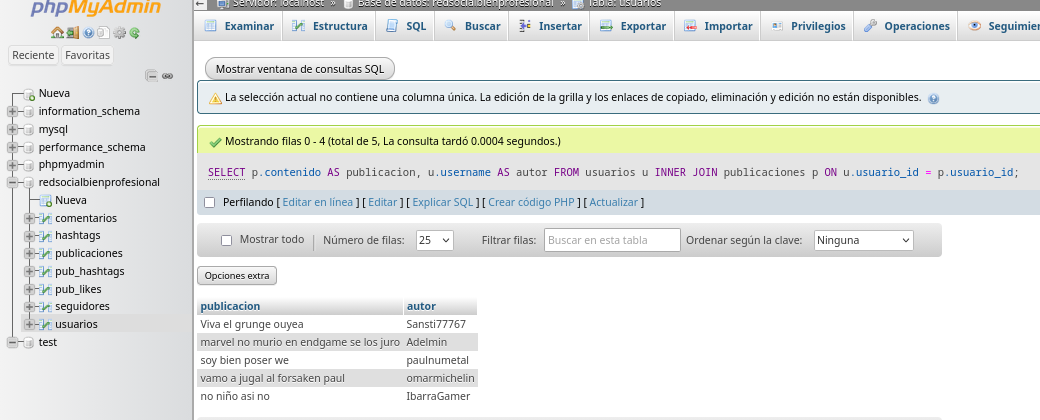 phpMyAdmin
Reciente Favoritas
Nueva
information_schema
mysql
performance_schema
phpmyadmin
redsocialbienprofesional
Nueva
comentarios
hashtags
publicaciones
pub_hashtags
pub_likes
seguidores
usuarios
test
Servidor: localhost » Base de datos: redsocialbienprofesional » Tabla: usuarios
Examinar Estructura SQL Buscar Insertar Exportar Importar Privilegios Operaciones Seguimie
Mostrar ventana de consultas SQL
La selección actual no contiene una columna única. La edición de la grilla y los enlaces de copiado, eliminación y edición no están disponibles.
Mostrando filas 0 - 4 (total de 5, La consulta tardó 0.0004 segundos.)
SELECT p.contenido AS publicacion, u.username AS autor FROM usuarios u INNER JOIN publicaciones p ON u.usuario_id = p.usuario_id;
Perfilando [ Editar en línea ] [ Editar ] [ Explicar SQL ] [ Crear código PHP ] [ Actualizar ]
Mostrar todo Número de filas: 25 Filtrar filas: Buscar en esta tabla Ordenar según la clave: Ninguna
Opciones extra
publicacion autor
Viva el grunge ouyea Sansti77767
marvel no murio en endgame se los juro Adelmin
soy bien poser we paulnumetal
vamo a jugal al forsaken paul omarmichelin
no niño asi no IbarraGamer